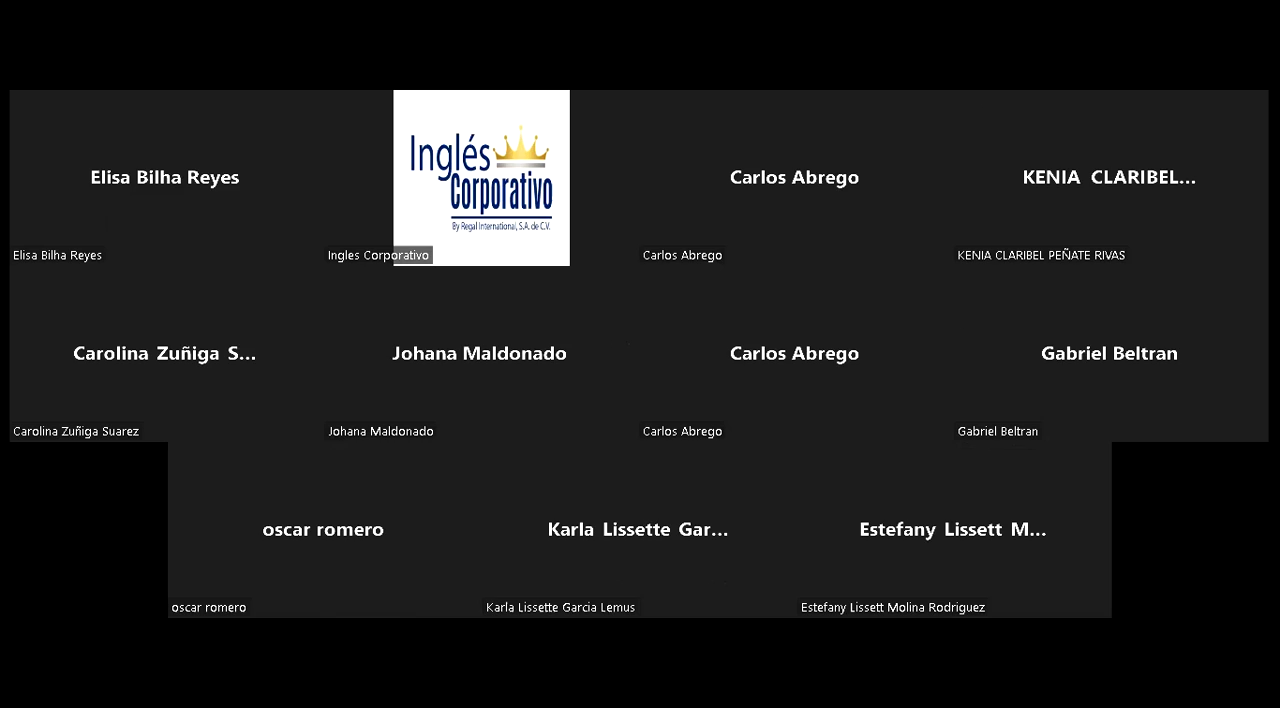 Elisa Bilha Reyes
Inglés
Corporativo
By Regal International, S.A. de C.V.
Carlos Abrego
KENIA CLARIBEL...
Elisa Bilha Reyes
Ingles Corporativo
Carlos Abrego
KENIA CLARIBEL PEÑATE RIVAS
Carolina Zuñiga S...
Johana Maldonado
Carlos Abrego
Gabriel Beltran
Carolina Zuñiga Suarez
Johana Maldonado
Carlos Abrego
Gabriel Beltran
oscar romero
Karla Lissette Gar...
Estefany Lissett M...
oscar romero
Karla Lissette Garcia Lemus
Estefany Lissett Molina Rodriguez